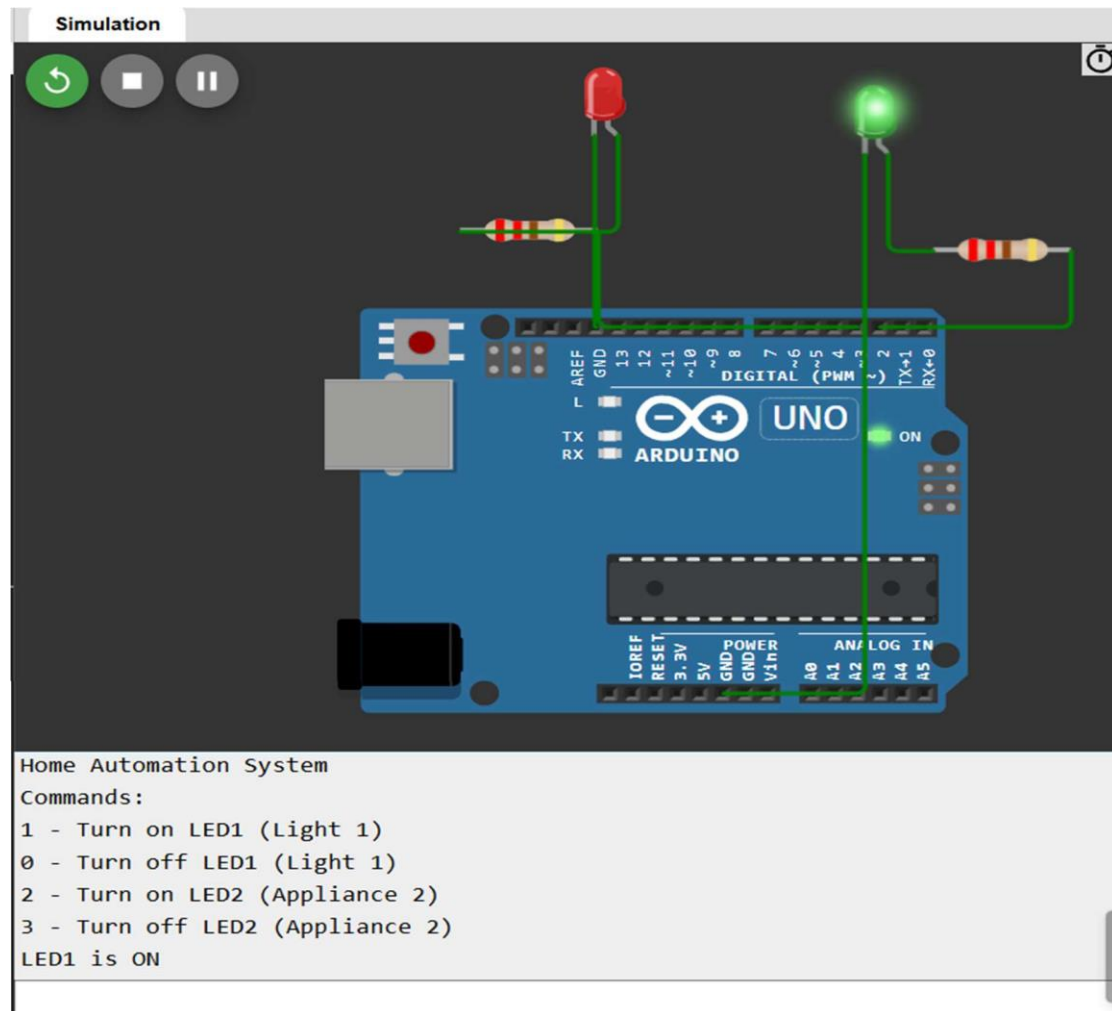 Simulation
AREF
GND
13
12
~11
~10
~9
8
7
~6
~5
4
~3
2
TX→1
RX←0
DIGITAL (PWM ~)
L
TX
RX
UNO
ON
ARDUINO
POWER
ANALOG IN
IOREF
RESET
3.3V
5V
GND
GND
Vin
A0
A1
A2
A3
A4
A5
Home Automation System
Commands:
1 - Turn on LED1 (Light 1)
0 - Turn off LED1 (Light 1)
2 - Turn on LED2 (Appliance 2)
3 - Turn off LED2 (Appliance 2)
LED1 is ON